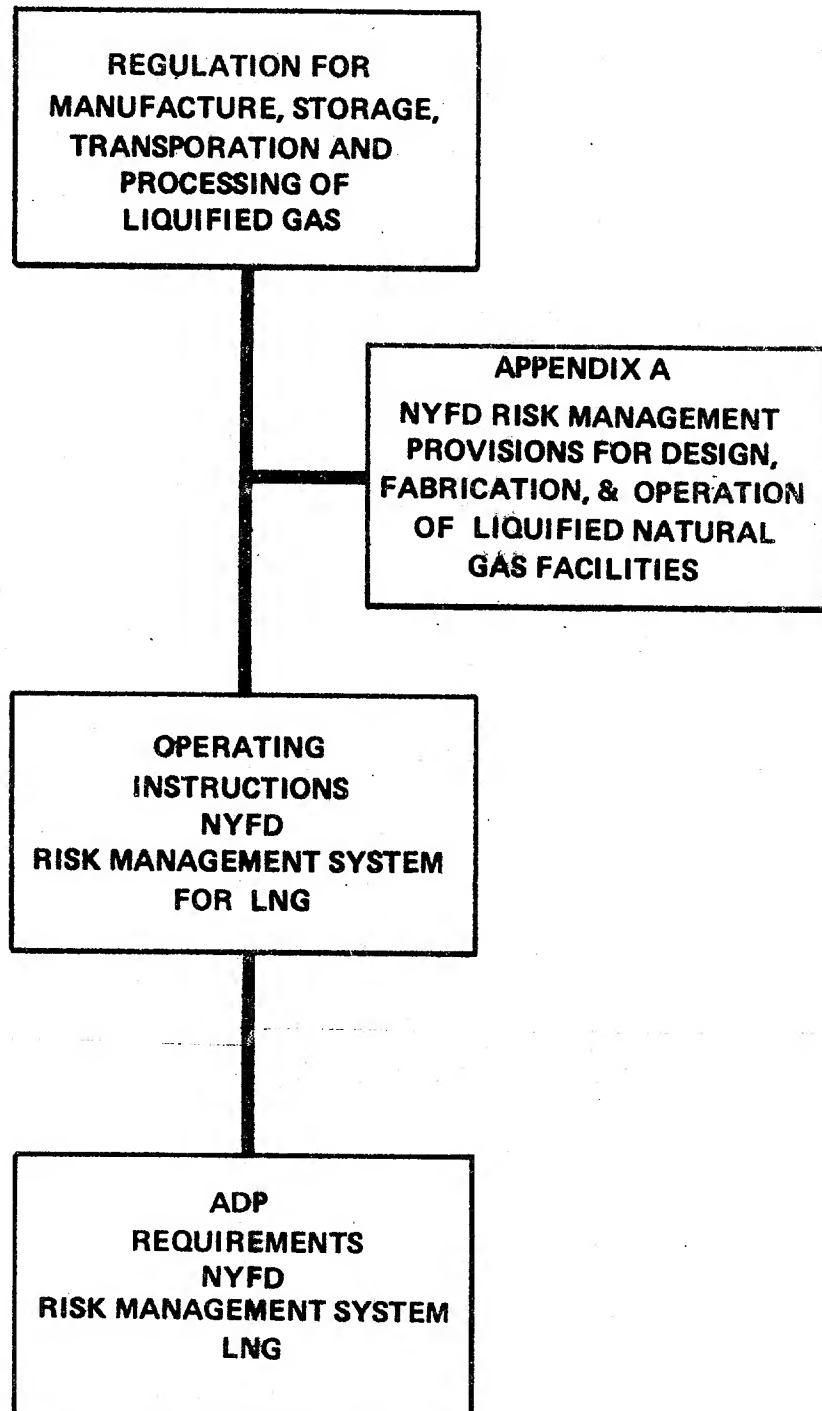 REGULATION FOR
MANUFACTURE, STORAGE,
TRANSPORATION AND
PROCESSING OF
LIQUIFIED GAS
APPENDIX A
NYFD RISK MANAGEMENT
PROVISIONS FOR DESIGN,
FABRICATION, & OPERATION
OF LIQUIFIED NATURAL
GAS FACILITIES
OPERATING
INSTRUCTIONS
NYFD
RISK MANAGEMENT SYSTEM
FOR LNG
ADP
REQUIREMENTS
NYFD
RISK MANAGEMENT SYSTEM
LNG